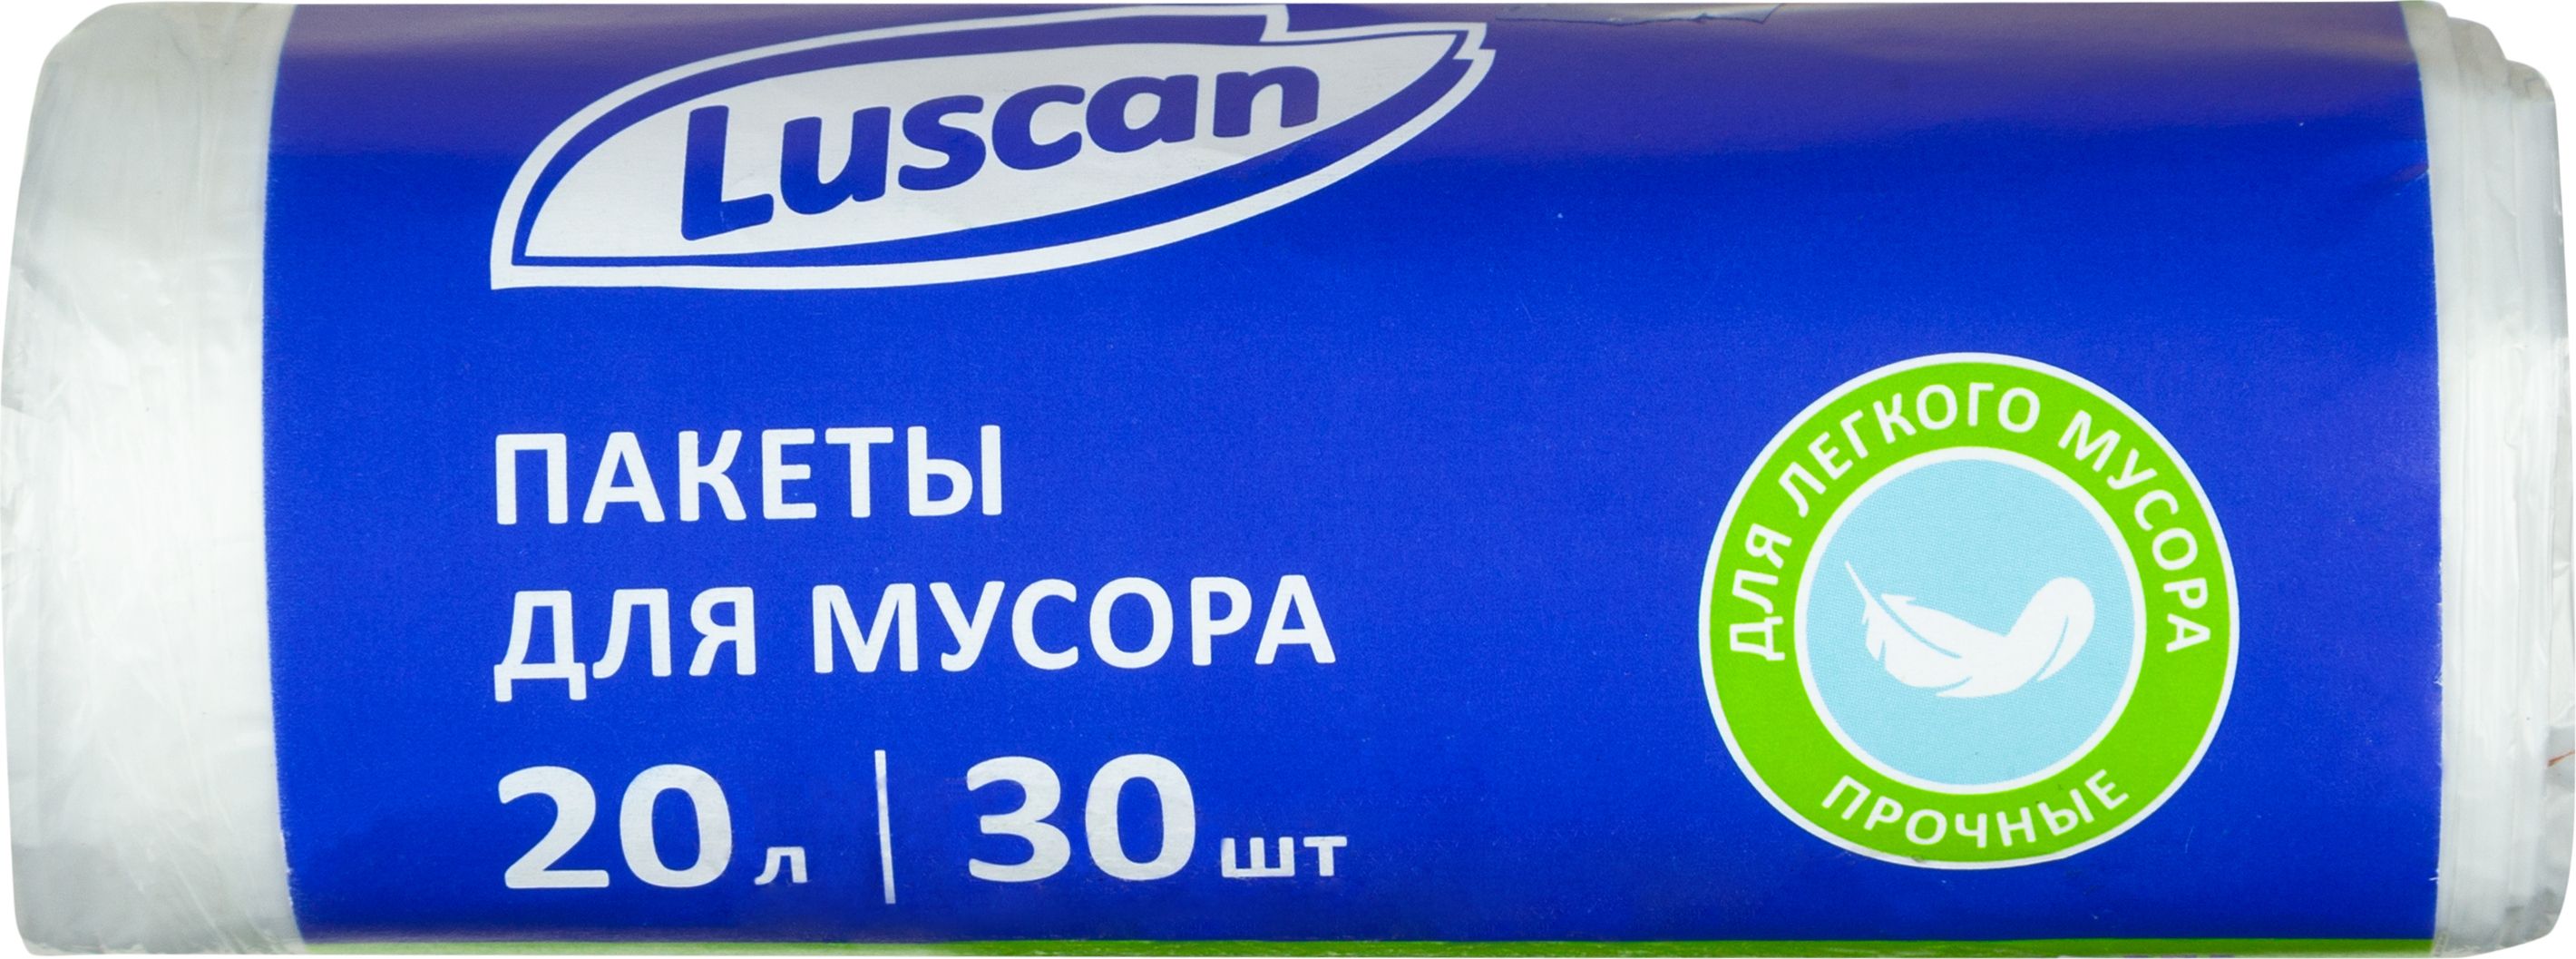 Luscan
ПАКЕТЫ
ДЛЯ МУСОРА
20 л | 30 шт
ДЛЯ ЛЕГКОГО МУСОРА
ПРОЧНЫЕ